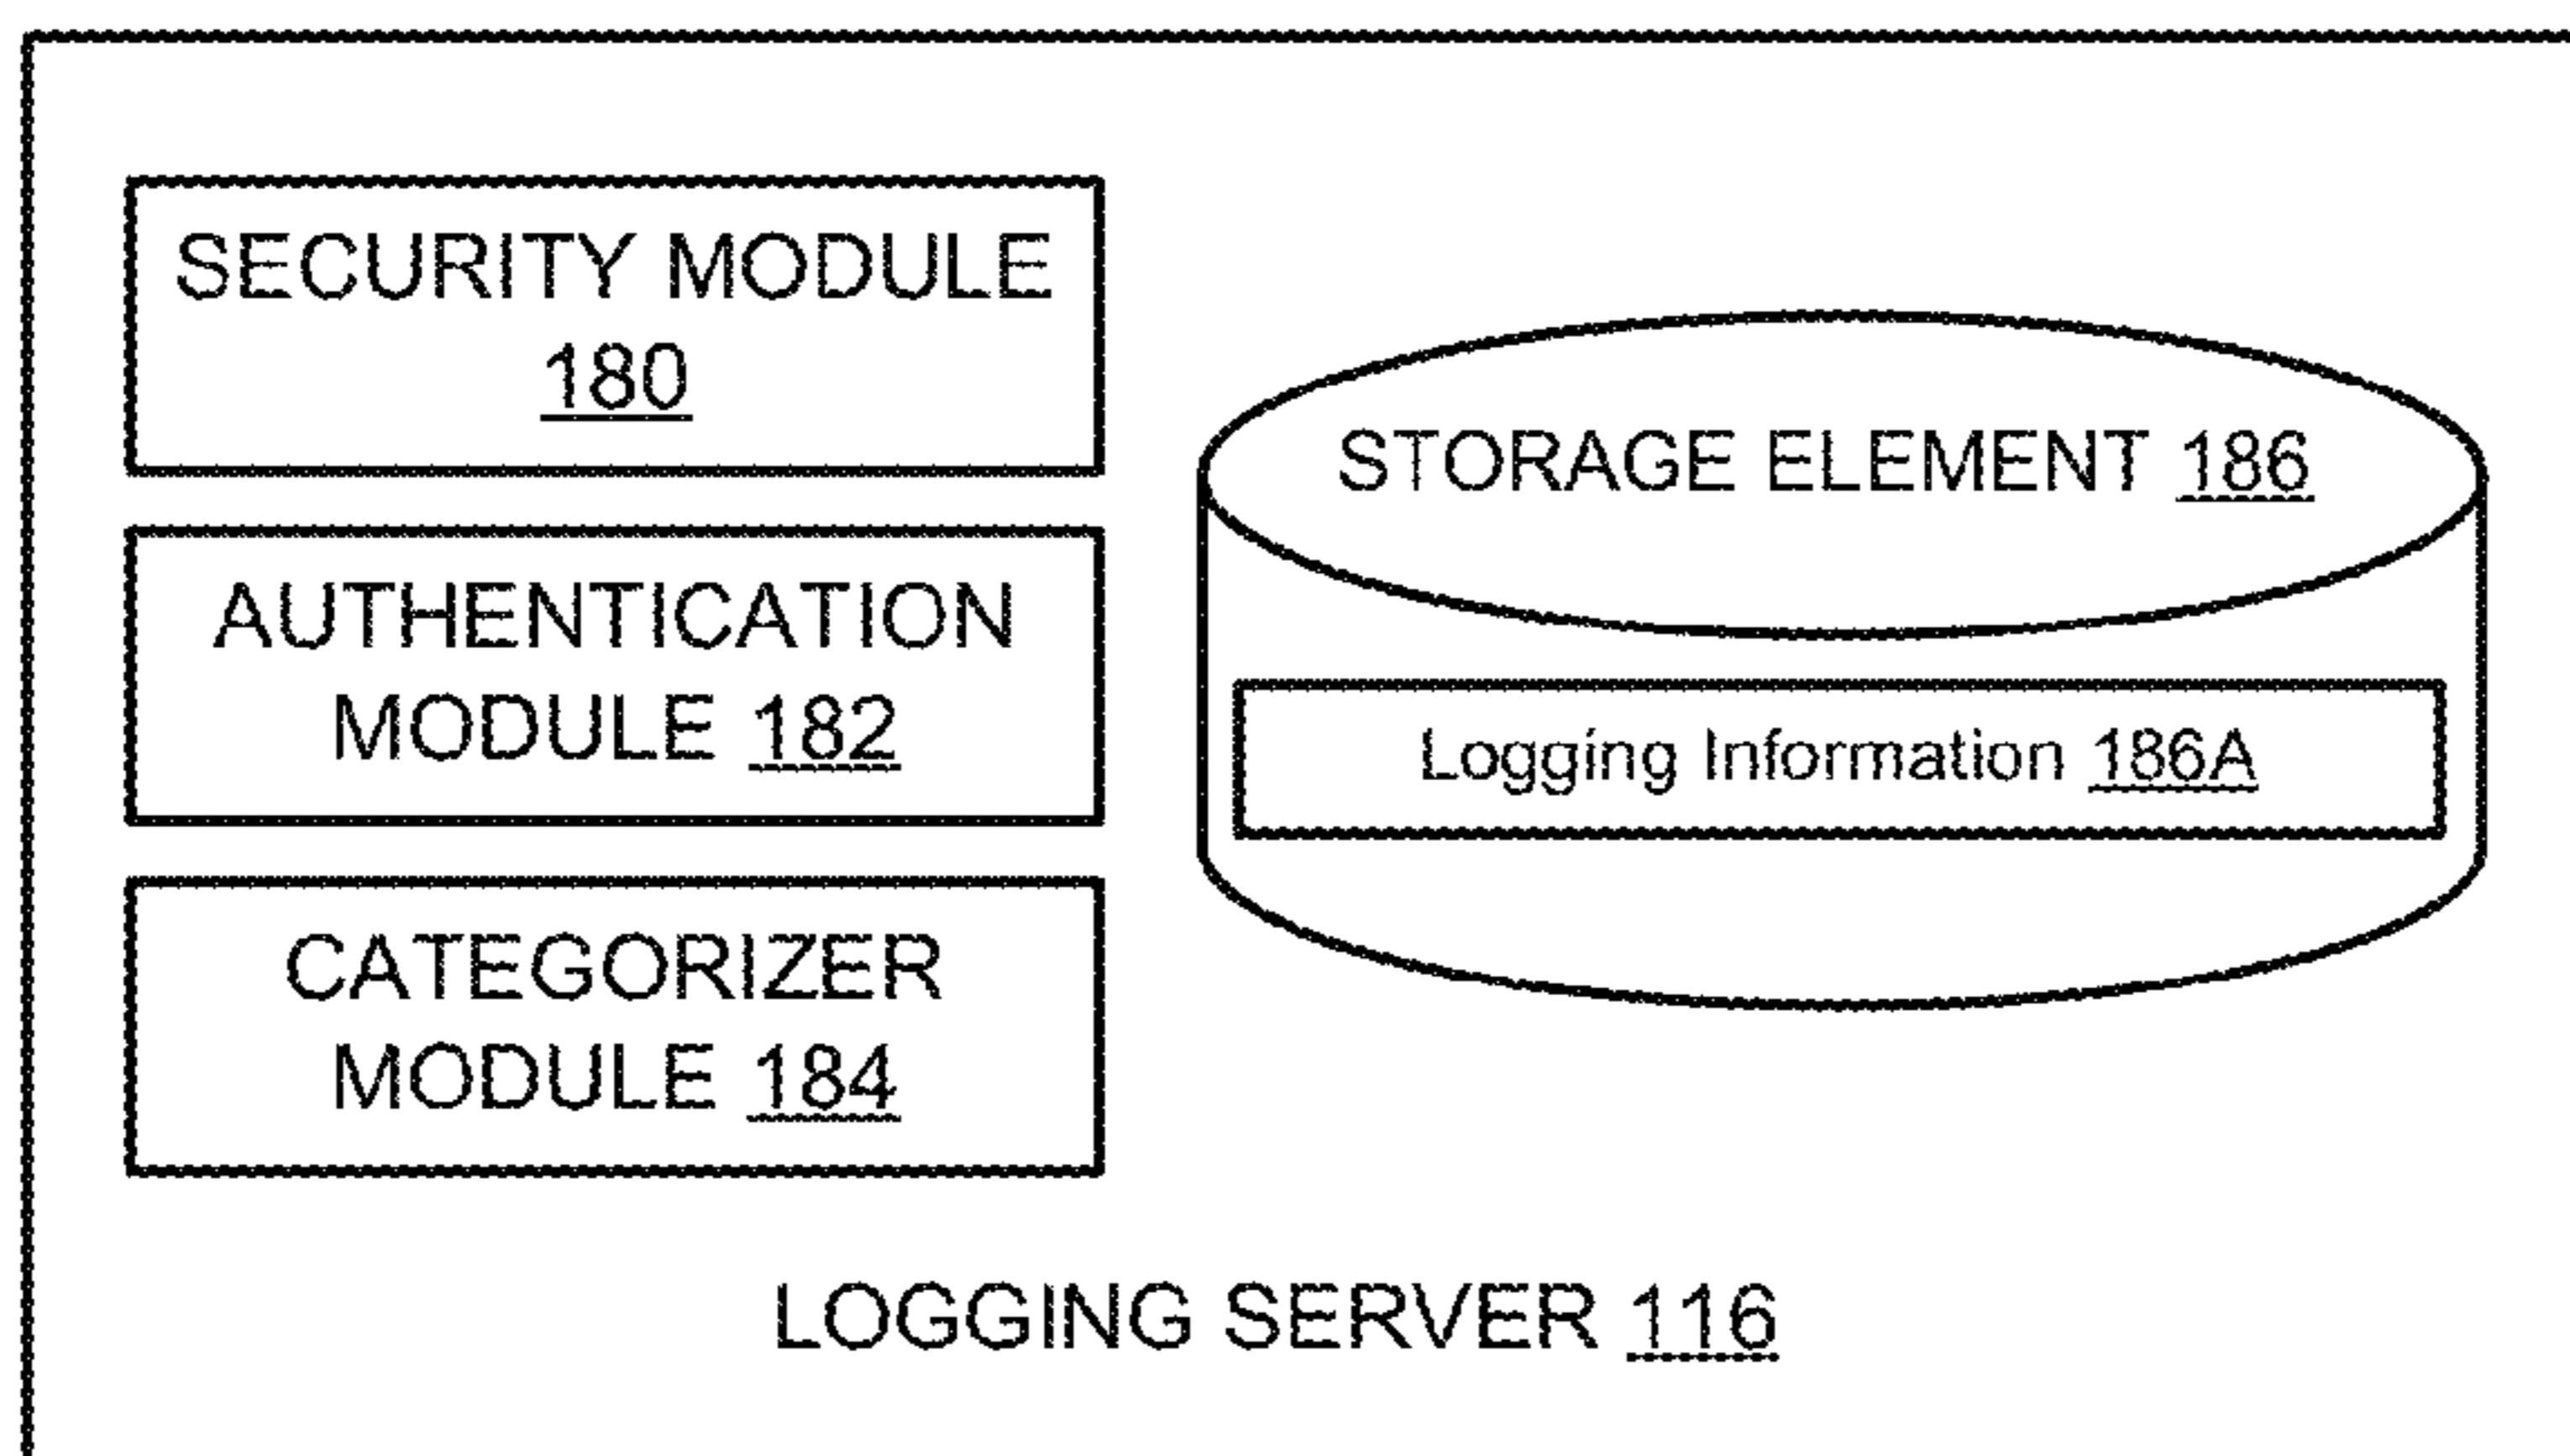 SECURITY MODULE
180
AUTHENTICATION
MODULE 182
CATEGORIZER
MODULE 184
STORAGE ELEMENT 186
Logging Information 186A
LOGGING SERVER 116